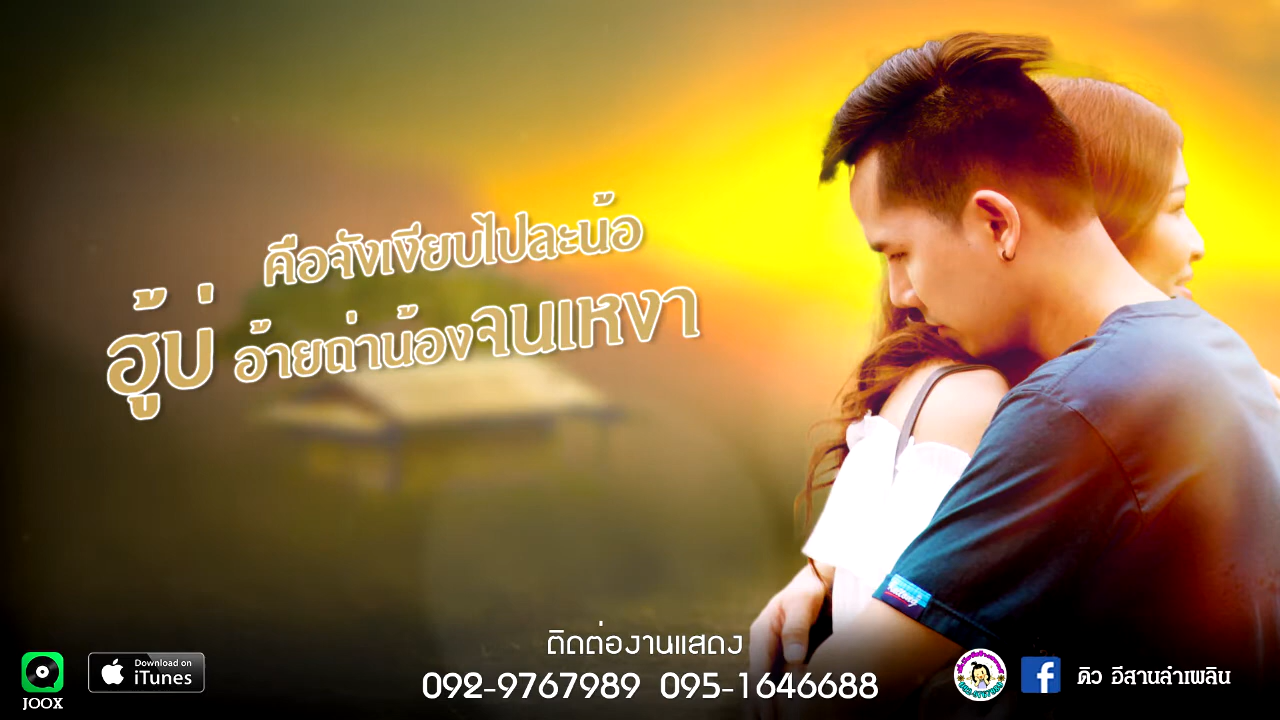 คือจังเงียบไปละน้อ
ฮู้บ่ อ้ายถ่าน้องจนเหงา
ติดต่องานแสดง
092-9767989 095-1646688
JOOX
Download on
iTunes
ดิว อีสานลำเพลิน